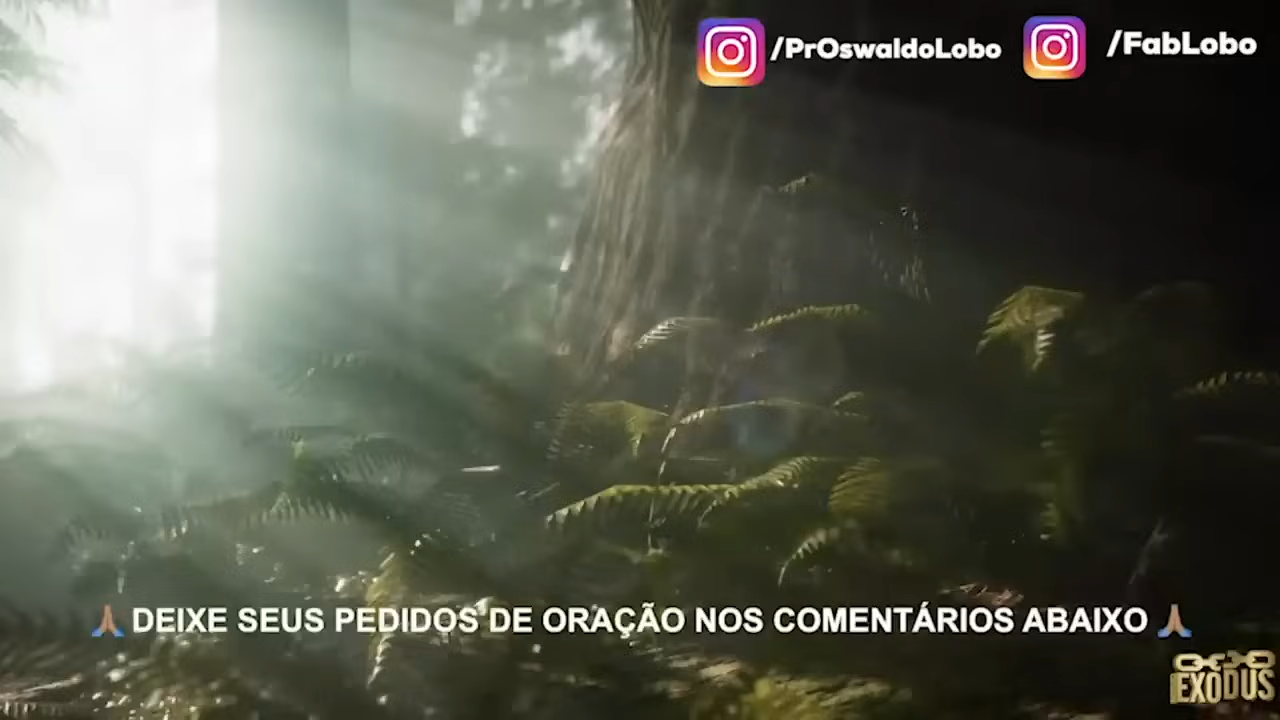 /PrOswaldoLobo /FabLobo
🙏🏽 DEIXE SEUS PEDIDOS DE ORAÇÃO NOS COMENTÁRIOS ABAIXO 🙏🏽
EXODUS